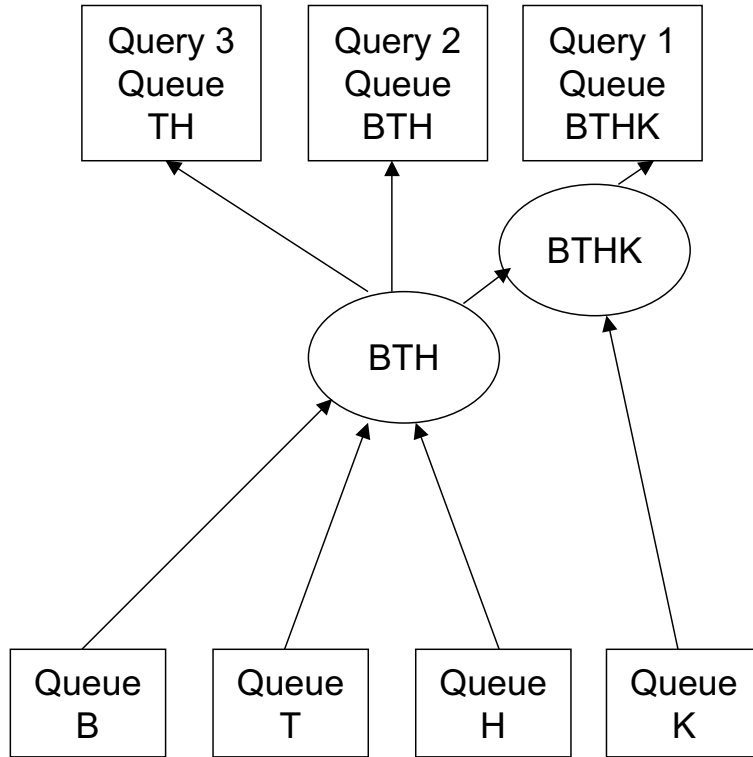 Query 3
Queue
TH
Query 2
Queue
BTH
Query 1
Queue
BTHK
BTHK
BTH
Queue
B
Queue
T
Queue
H
Queue
K